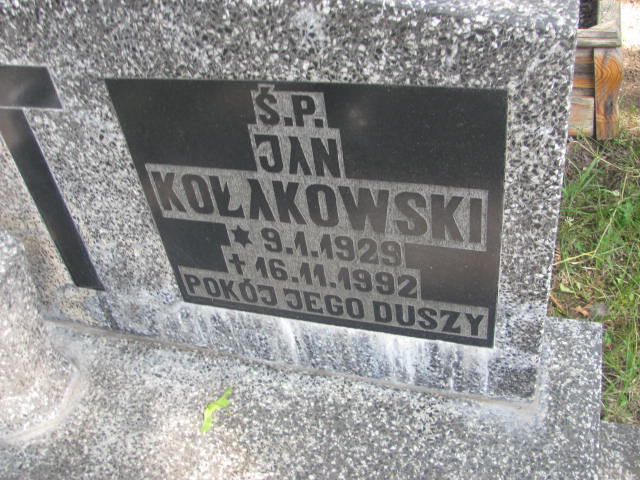 Ś.P.
JAN
KOŁAKOWSKI
✶ 9.1.1929
✝ 16.11.1992
POKÓJ JEGO DUSZY